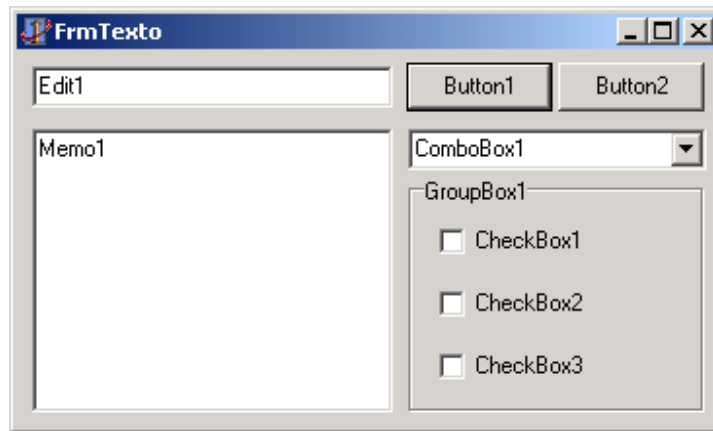 FrmTexto
Edit1
Button1
Button2
Memo1
ComboBox1
GroupBox1
CheckBox1
CheckBox2
CheckBox3